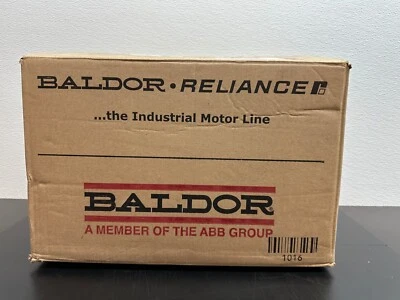 BALDOR • RELIANCE
...the Industrial Motor Line
BALDOR
A MEMBER OF THE ABB GROUP
1016